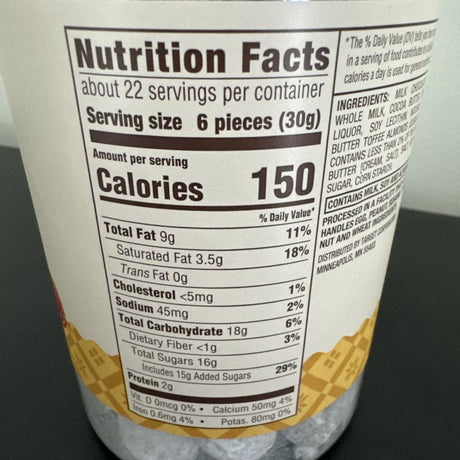 Nutrition Facts
about 22 servings per container
Serving size 6 pieces (30g)
Amount per serving
Calories 150
% Daily Value*
Total Fat 9g 11%
Saturated Fat 3.5g 18%
Trans Fat 0g
Cholesterol <5mg 1%
Sodium 45mg 2%
Total Carbohydrate 18g 6%
Dietary Fiber <1g 3%
Total Sugars 16g
Includes 15g Added Sugars 29%
Protein 2g
Vit. D 0mcg 0% • Calcium 50mg 4%
Iron 0.6mg 4% • Potas. 80mg 0%
*The % Daily Value (DV) tells you
in a serving of food contributes to
calories a day is used for general
INGREDIENTS: MILK
WHOLE MILK, COCOA BUTTER
LIQUOR, SOY LECITHIN,
BUTTER TOFFEE ALMONDS
CONTAINS LESS THAN 2% OF
BUTTER [CREAM, SALT], SALT,
SUGAR, CORN STARCH.
CONTAINS MILK, SOY AND
PROCESSED IN A FACILITY
HANDLES EGG, PEANUT,
NUT AND WHEAT
DISTRIBUTED BY TARGET
MINNEAPOLIS, MN 55403